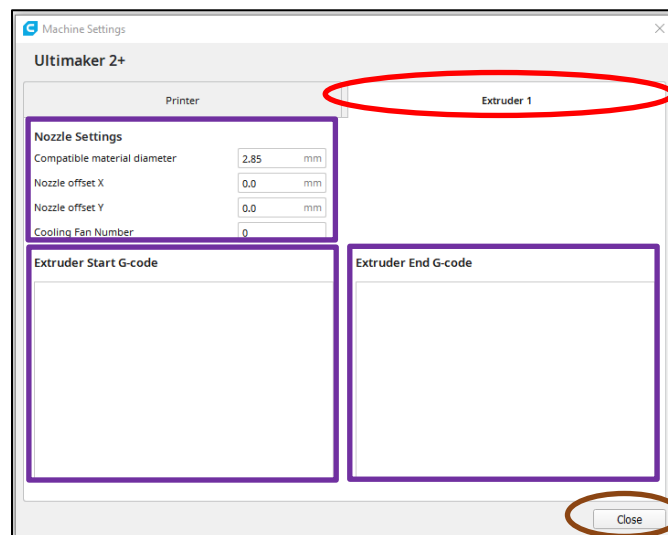 Machine Settings
Ultimaker 2+
Printer
Extruder 1
Nozzle Settings
Compatible material diameter 2.85 mm
Nozzle offset X 0.0 mm
Nozzle offset Y 0.0 mm
Cooling Fan Number 0
Extruder Start G-code
Extruder End G-code
Close